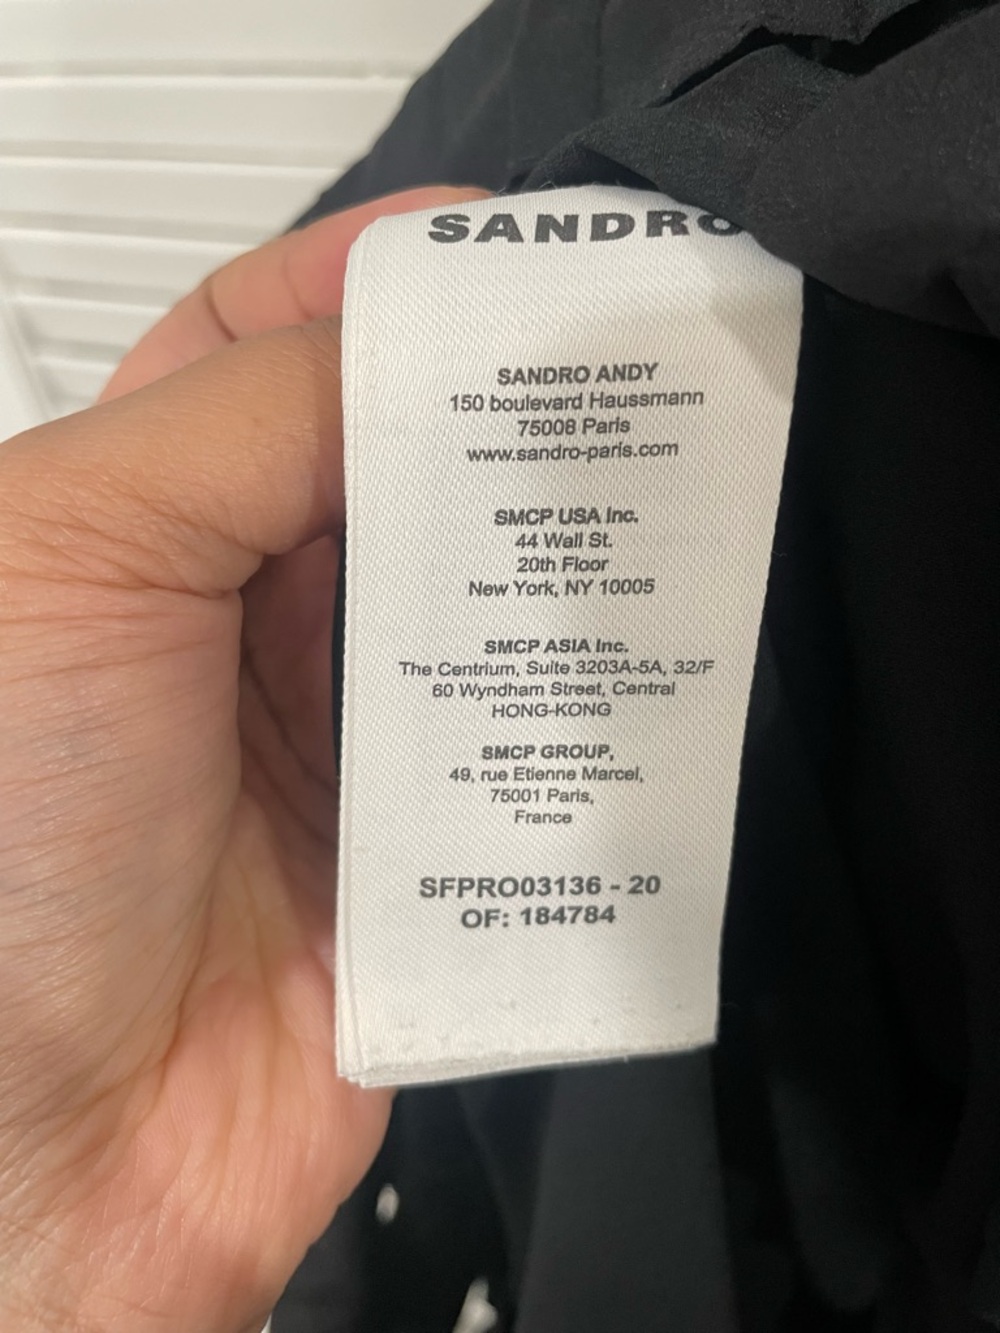 SANDRO
SANDRO ANDY
150 boulevard Haussmann
75008 Paris
www.sandro-paris.com
SMCP USA Inc.
44 Wall St.
20th Floor
New York, NY 10005
SMCP ASIA Inc.
The Centrium, Suite 3203A-5A, 32/F
60 Wyndham Street, Central
HONG-KONG
SMCP GROUP,
49, rue Etienne Marcel,
75001 Paris,
France
SFPRO03136 - 20
OF: 184784